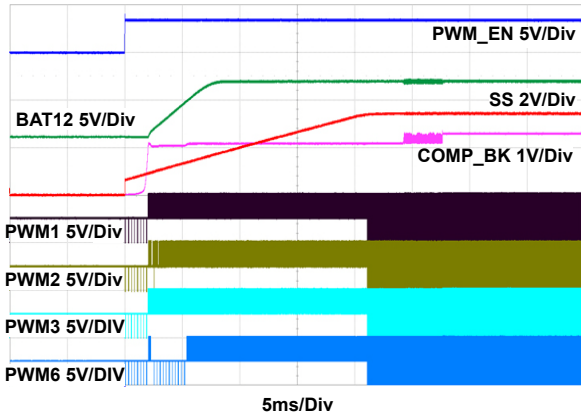 PWM_EN 5V/Div
BAT12 5V/Div
SS 2V/Div
COMP_BK 1V/Div
PWM1 5V/Div
PWM2 5V/Div
PWM3 5V/DIV
PWM6 5V/DIV
5ms/Div